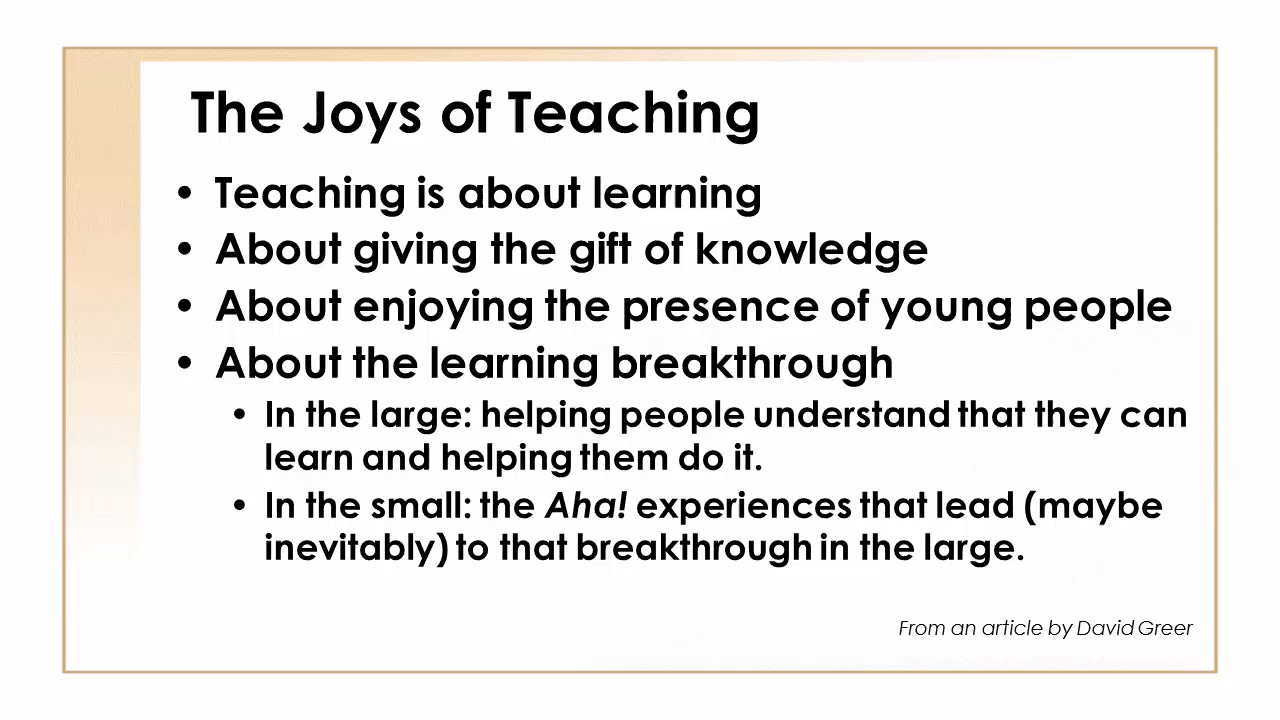 The Joys of Teaching
• Teaching is about learning
• About giving the gift of knowledge
• About enjoying the presence of young people
• About the learning breakthrough
• In the large: helping people understand that they can
learn and helping them do it.
• In the small: the Aha! experiences that lead (maybe
inevitably) to that breakthrough in the large.
From an article by David Greer